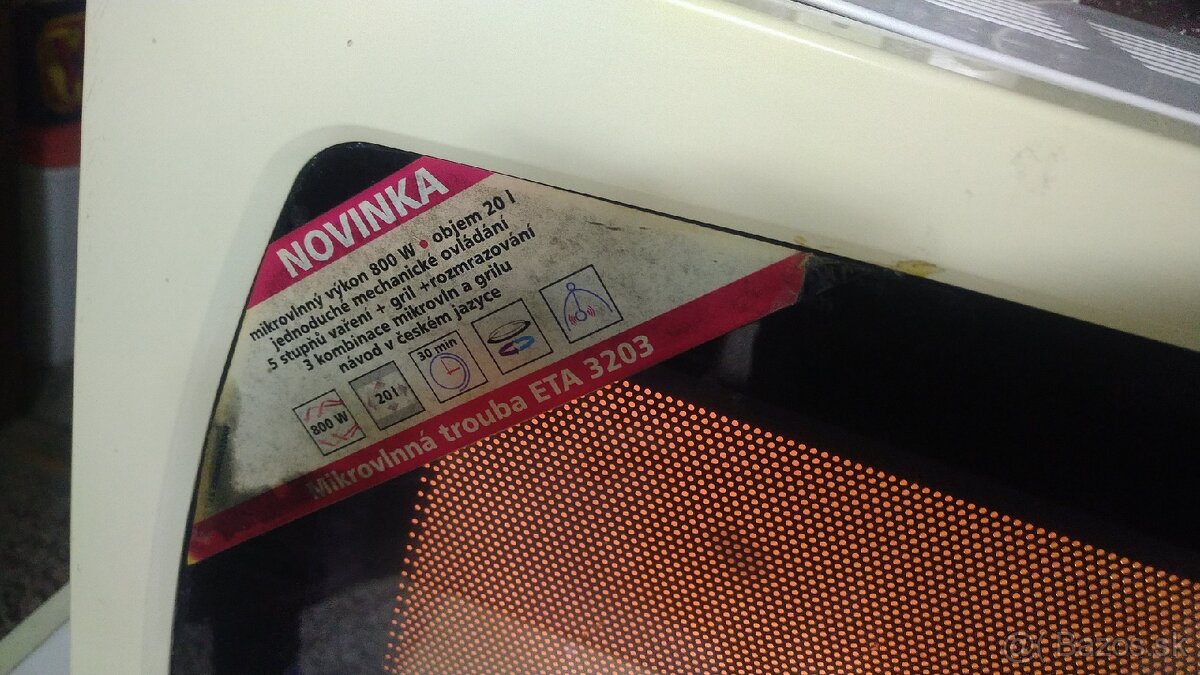 NOVINKA
mikrovlnný výkon 800 W • objem 20 l
jednoduché mechanické ovládání
5 stupňů vaření + gril +rozmrazování
3 kombinace mikrovln a grilu
návod v českém jazyce
800 W
20 l
30 min
Mikrovlnná trouba ETA 3203
Bazos.sk